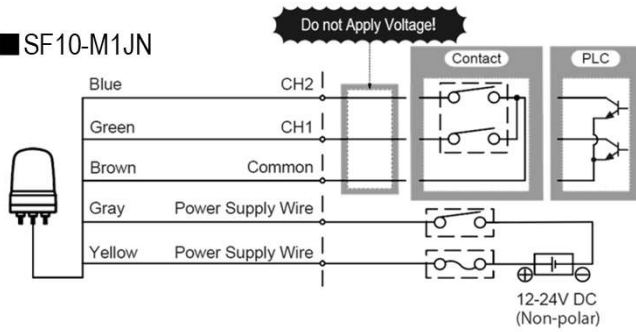 Do not Apply Voltage!
SF10-M1JN
Contact
PLC
Blue CH2
Green CH1
Brown Common
Gray Power Supply Wire
Yellow Power Supply Wire
12-24V DC
(Non-polar)